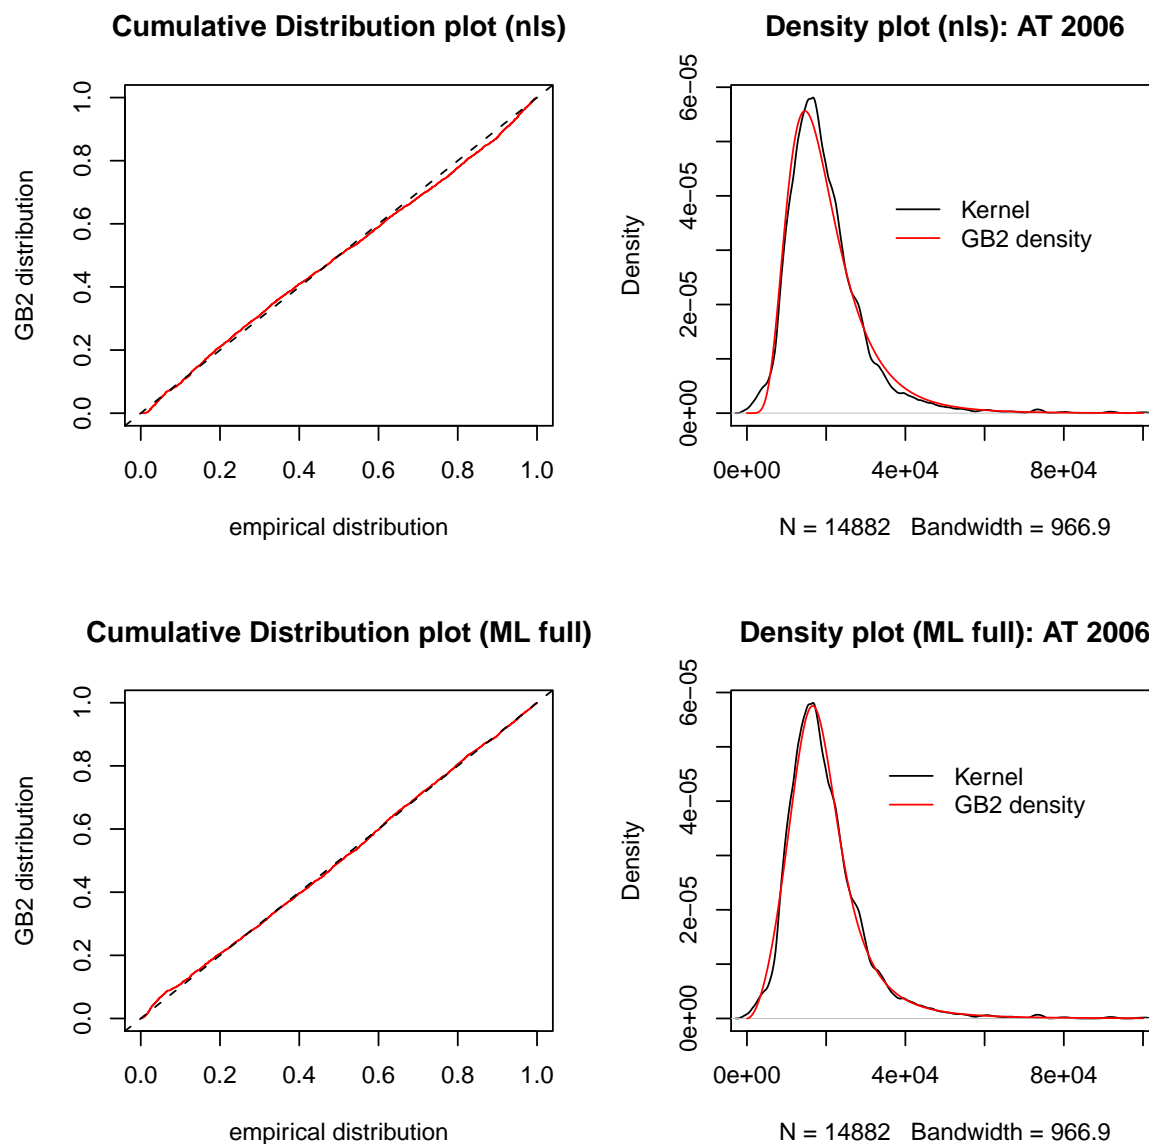 Cumulative Distribution plot (nls)
GB2 distribution
0.0 0.2 0.4 0.6 0.8 1.0
0.0 0.2 0.4 0.6 0.8 1.0
empirical distribution
Density plot (nls): AT 2006
Density
0e+00 2e−05 4e−05 6e−05
Kernel
GB2 density
0e+00 4e+04 8e+04
N = 14882 Bandwidth = 966.9
Cumulative Distribution plot (ML full)
GB2 distribution
0.0 0.2 0.4 0.6 0.8 1.0
0.0 0.2 0.4 0.6 0.8 1.0
empirical distribution
Density plot (ML full): AT 2006
Density
0e+00 2e−05 4e−05 6e−05
Kernel
GB2 density
0e+00 4e+04 8e+04
N = 14882 Bandwidth = 966.9